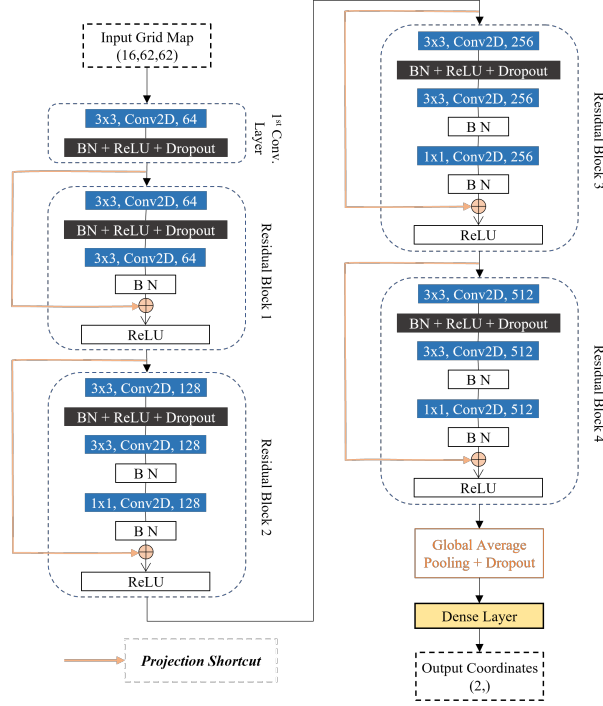 Input Grid Map
(16,62,62)
3x3, Conv2D, 64
BN + ReLU + Dropout
1st Conv.
Layer
3x3, Conv2D, 64
BN + ReLU + Dropout
3x3, Conv2D, 64
B N
ReLU
Residual Block 1
3x3, Conv2D, 128
BN + ReLU + Dropout
3x3, Conv2D, 128
B N
1x1, Conv2D, 128
B N
ReLU
Residual Block 2
Projection Shortcut
3x3, Conv2D, 256
BN + ReLU + Dropout
3x3, Conv2D, 256
B N
1x1, Conv2D, 256
B N
ReLU
Residual Block 3
3x3, Conv2D, 512
BN + ReLU + Dropout
3x3, Conv2D, 512
B N
1x1, Conv2D, 512
B N
ReLU
Residual Block 4
Global Average
Pooling + Dropout
Dense Layer
Output Coordinates
(2,)